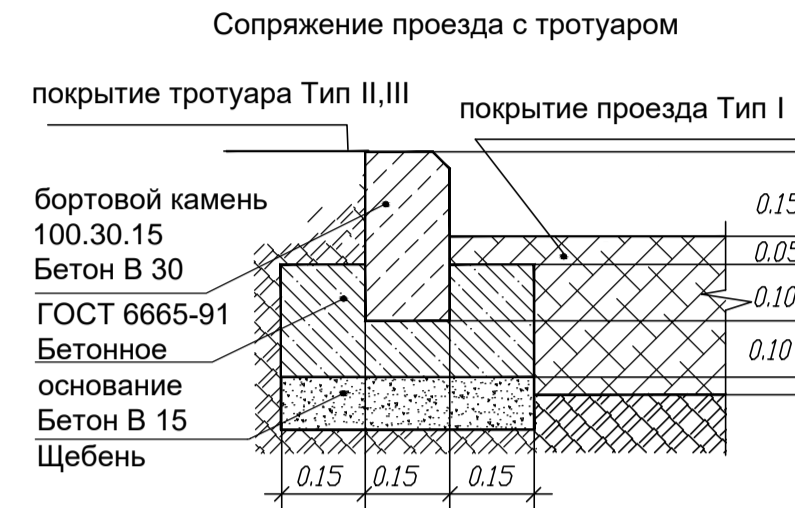 Сопряжение проезда с тротуаром
покрытие тротуара Тип II,III
покрытие проезда Тип I
бортовой камень
100.30.15
Бетон В 30
ГОСТ 6665-91
Бетонное
основание
Бетон В 15
Щебень
0.15
0.05
0.10
0.10
0.15 0.15 0.15